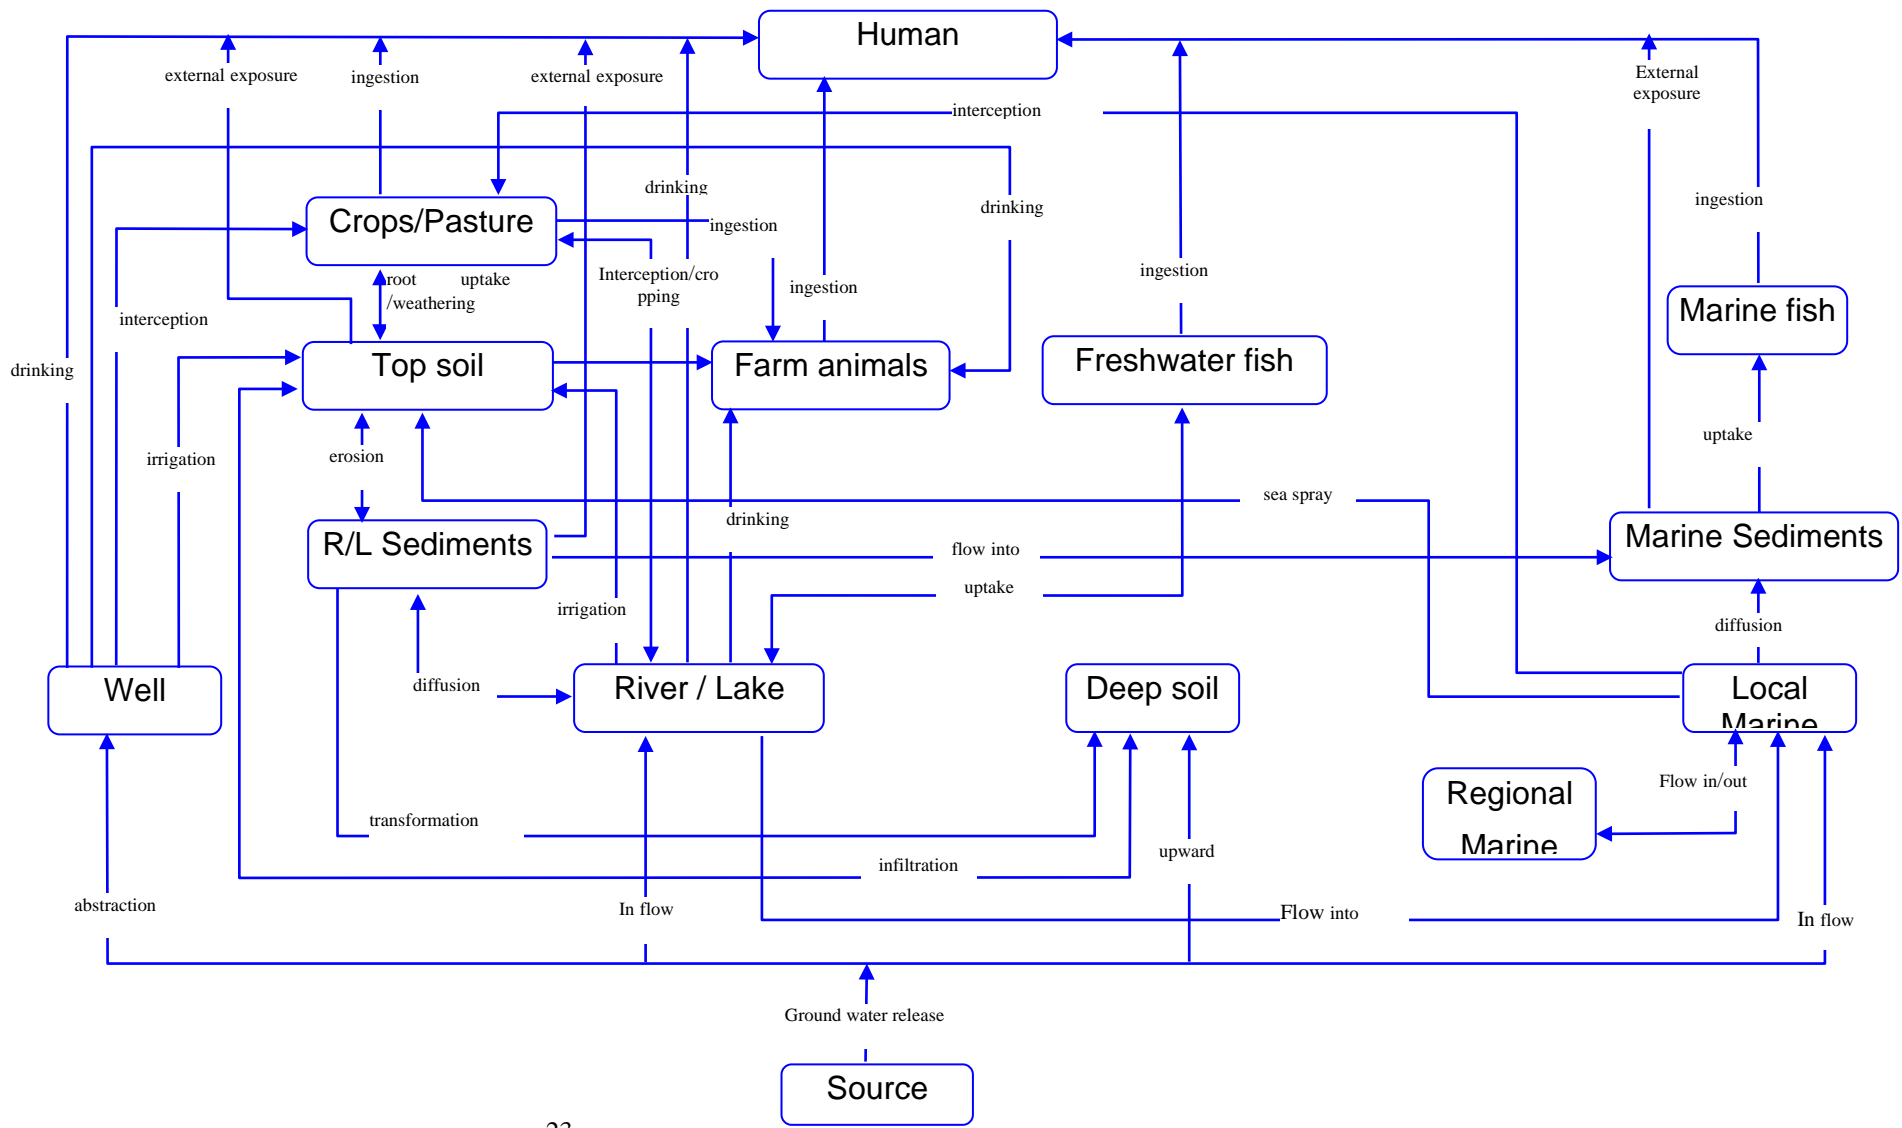 Human
external exposure
ingestion
external exposure
External
exposure
interception
drinking
ingestion
drinking
ingestion
Crops/Pasture
root uptake
/weathering
Interception/cro
pping
ingestion
ingestion
interception
Marine fish
drinking
Top soil
Farm animals
Freshwater fish
irrigation
erosion
uptake
sea spray
drinking
R/L Sediments
flow into
Marine Sediments
uptake
irrigation
diffusion
Well
diffusion
River / Lake
Deep soil
Local
Marine
Flow in/out
Regional
Marine
transformation
infiltration
upward
abstraction
In flow
Flow into
In flow
Ground water release
Source
23